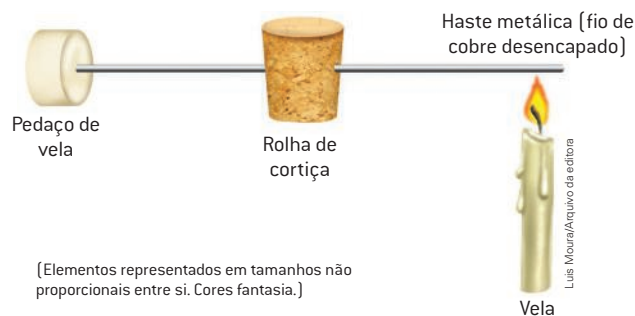 Haste metálica (fio de
cobre desencapado)
Pedaço de
vela
Rolha de
cortiça
Luis Moura/Arquivo da editora
(Elementos representados em tamanhos não
proporcionais entre si. Cores fantasia.)
Vela